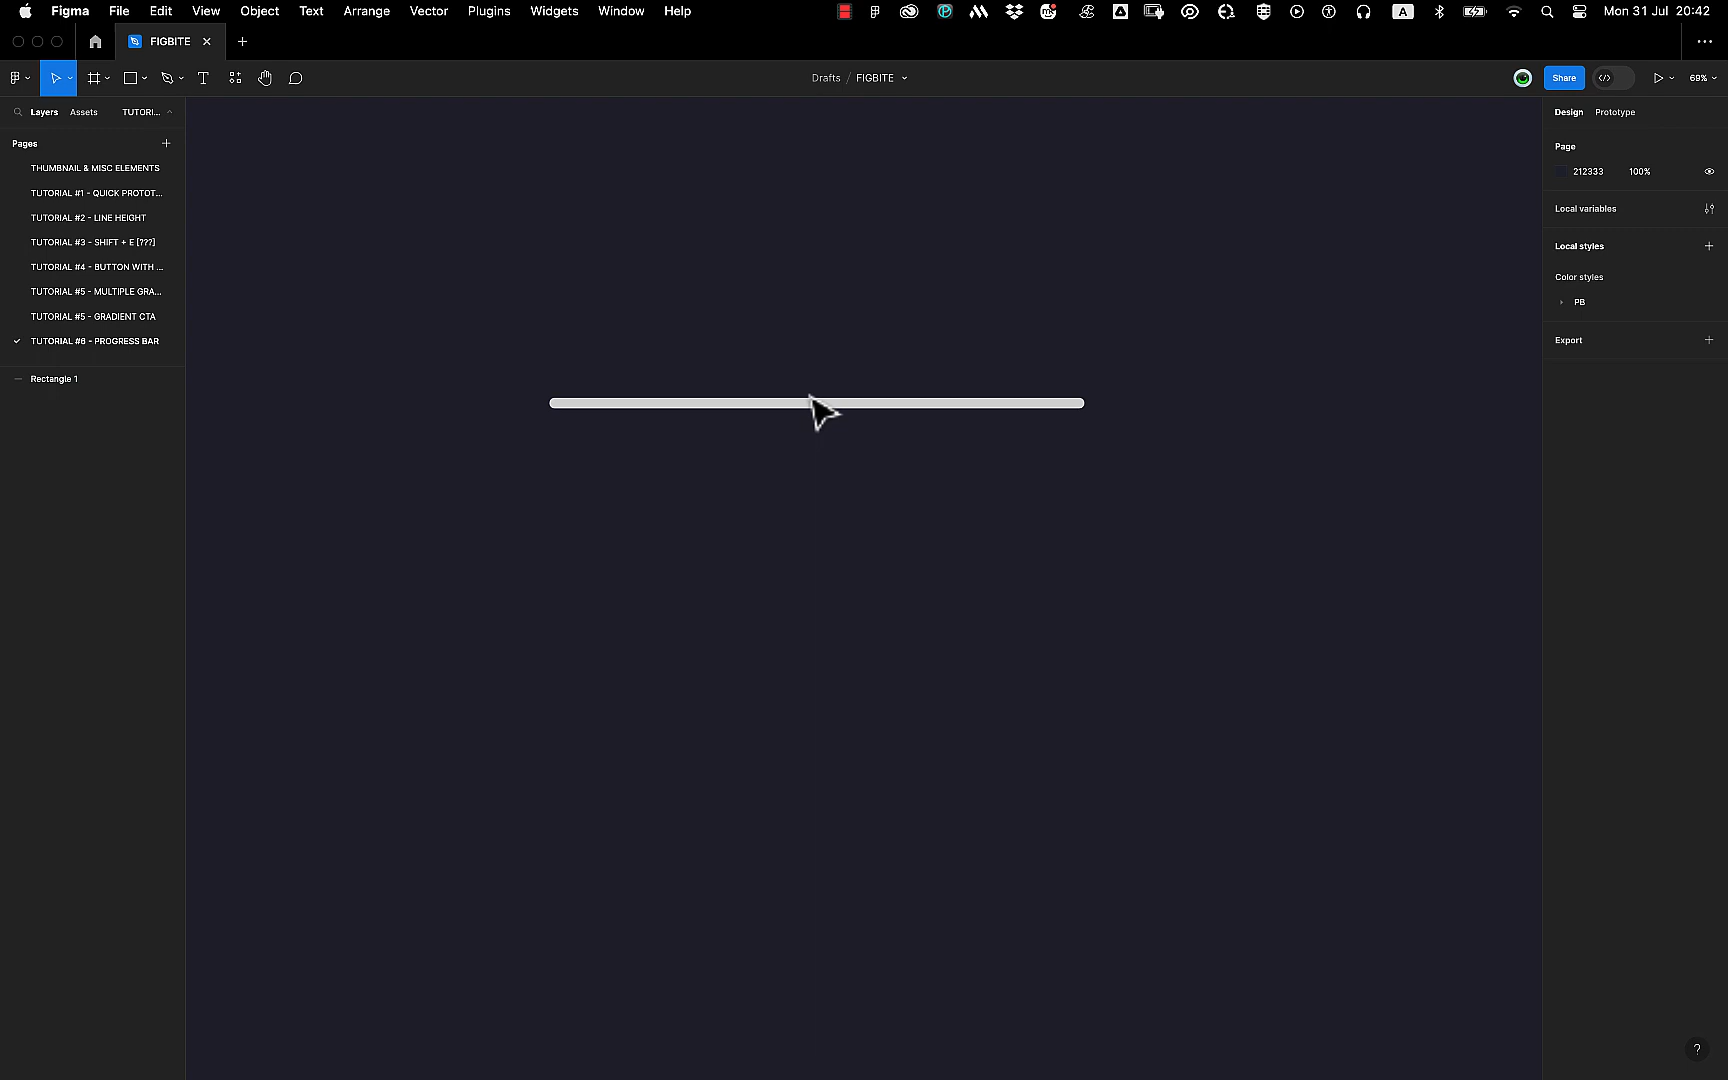 Figma File Edit View Object Text Arrange Vector Plugins Widgets Window Help A Mon 31 Jul 20:42
FIGBITE
Drafts / FIGBITE Share 69%
Layers Assets TUTORI...
Pages
THUMBNAIL & MISC ELEMENTS
TUTORIAL #1 - QUICK PROTOT...
TUTORIAL #2 - LINE HEIGHT
TUTORIAL #3 - SHIFT + E [???]
TUTORIAL #4 - BUTTON WITH ...
TUTORIAL #5 - MULTIPLE GRA...
TUTORIAL #5 - GRADIENT CTA
TUTORIAL #6 - PROGRESS BAR
Rectangle 1
Design Prototype
Page
212333 100%
Local variables
Local styles
Color styles
PB
Export
?